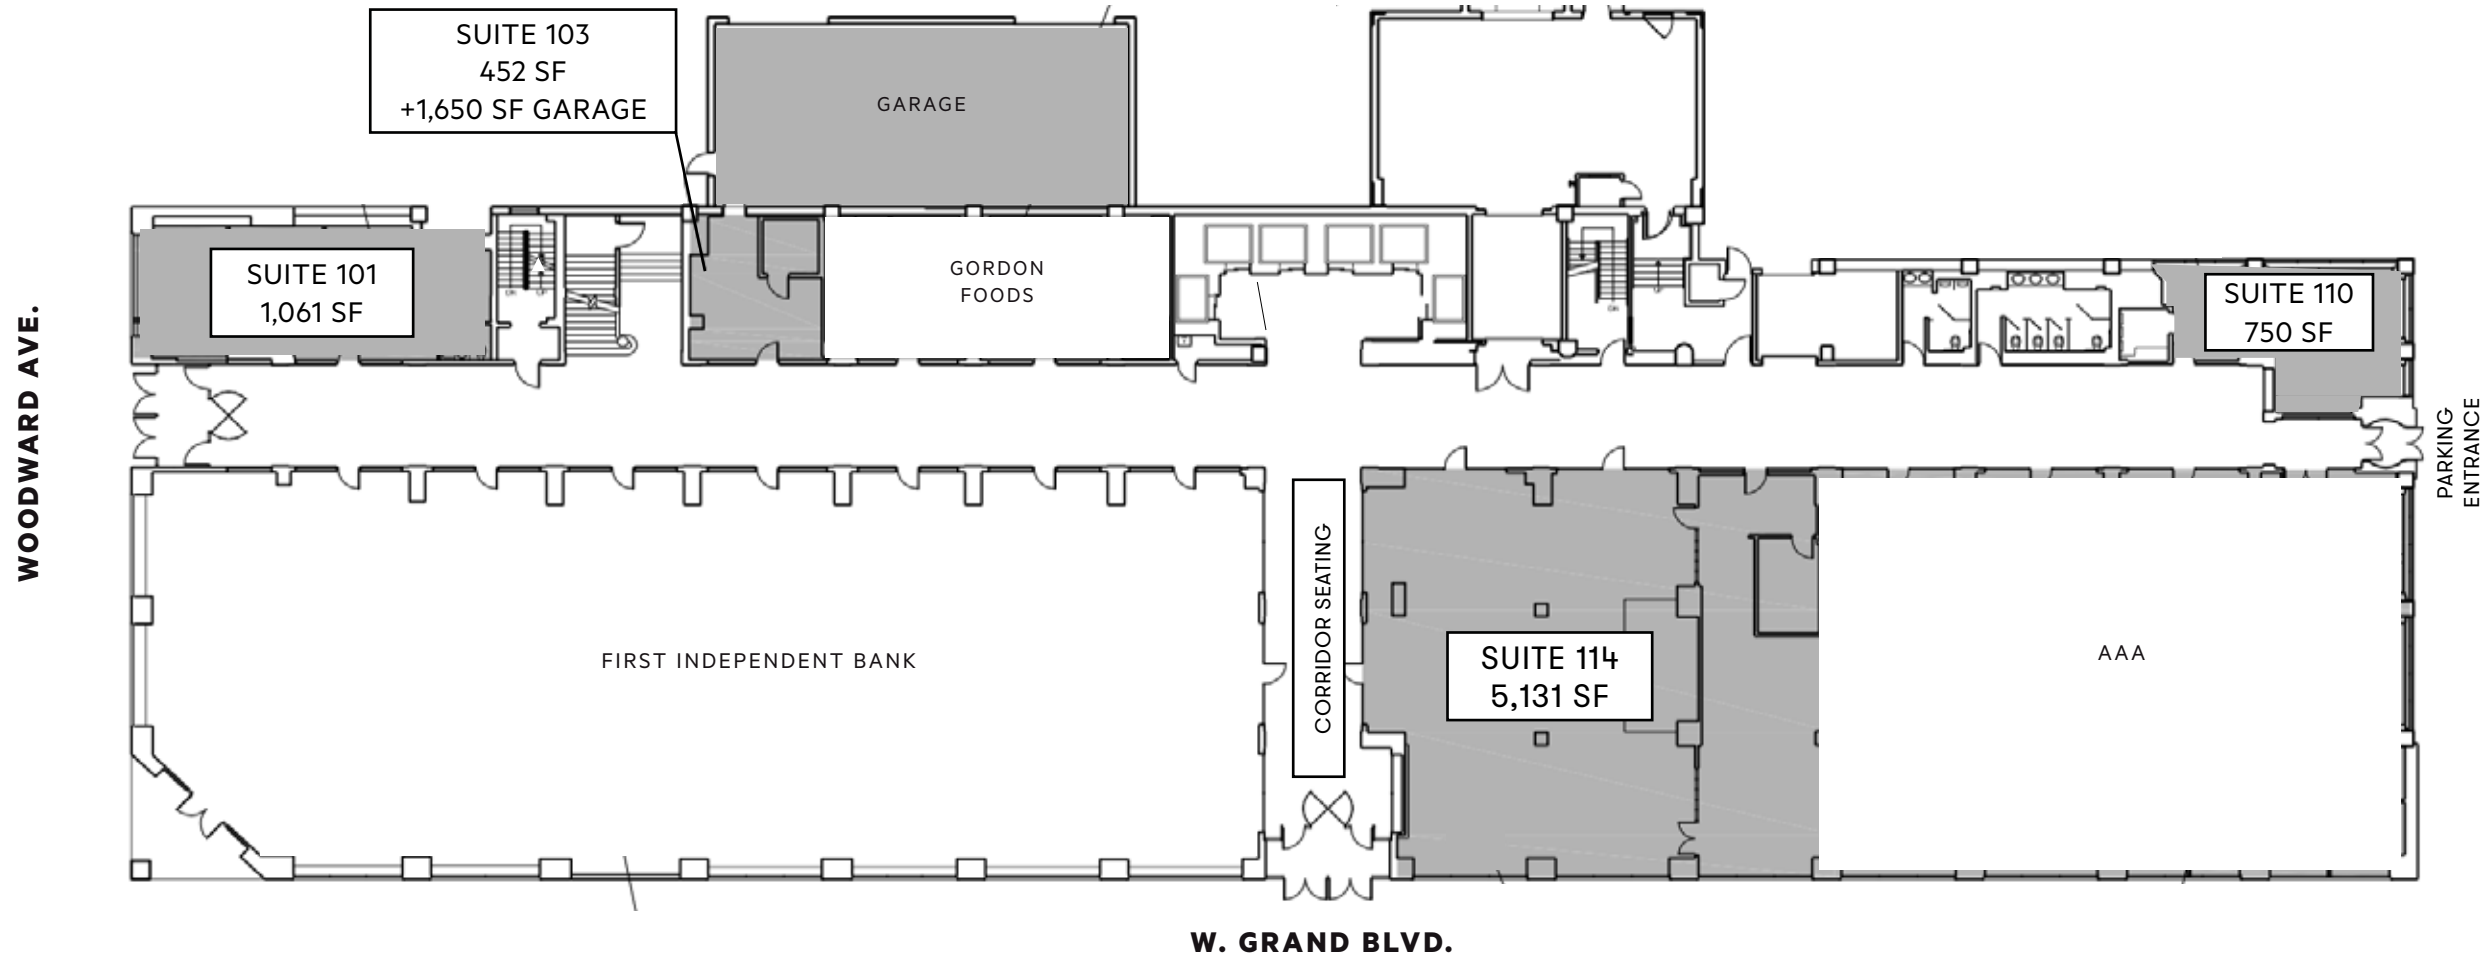 SUITE 103
452 SF
+1,650 SF GARAGE
GARAGE
SUITE 101
1,061 SF
GORDON
FOODS
SUITE 110
750 SF
WOODWARD AVE.
PARKING
ENTRANCE
FIRST INDEPENDENT BANK
CORRIDOR SEATING
SUITE 114
5,131 SF
AAA
W. GRAND BLVD.